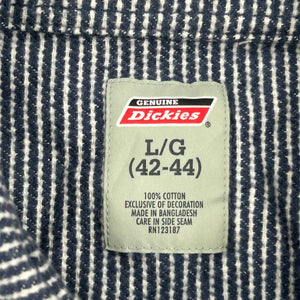 GENUINE
Dickies®
L/G
(42-44)
100% COTTON
EXCLUSIVE OF DECORATION
MADE IN BANGLADESH
CARE IN SIDE SEAM
RN123187